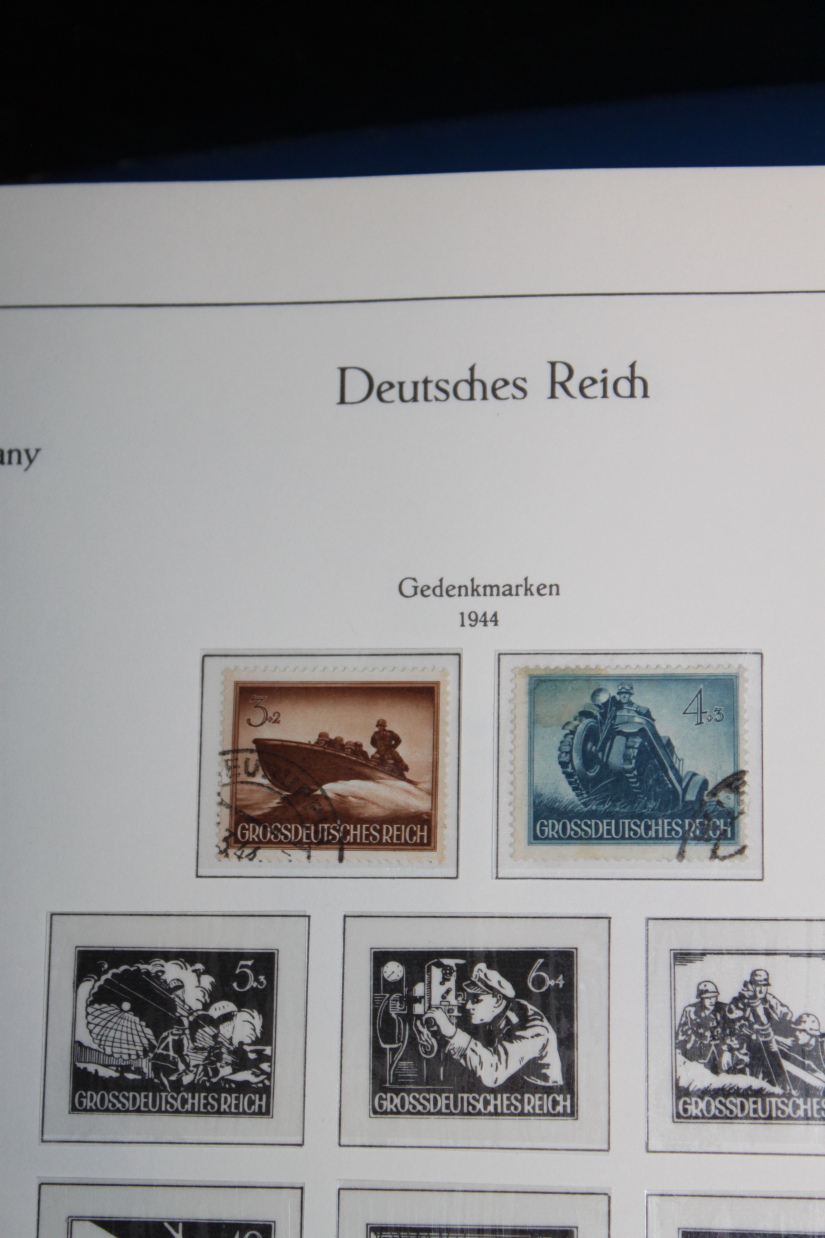 Deutsches Reich
any
Gedenkmarken
1944
3+2
GROSSDEUTSCHES REICH
4+3
GROSSDEUTSCHES REICH
5+3
GROSSDEUTSCHES REICH
6+4
GROSSDEUTSCHES REICH
GROSSDEUTSCHES